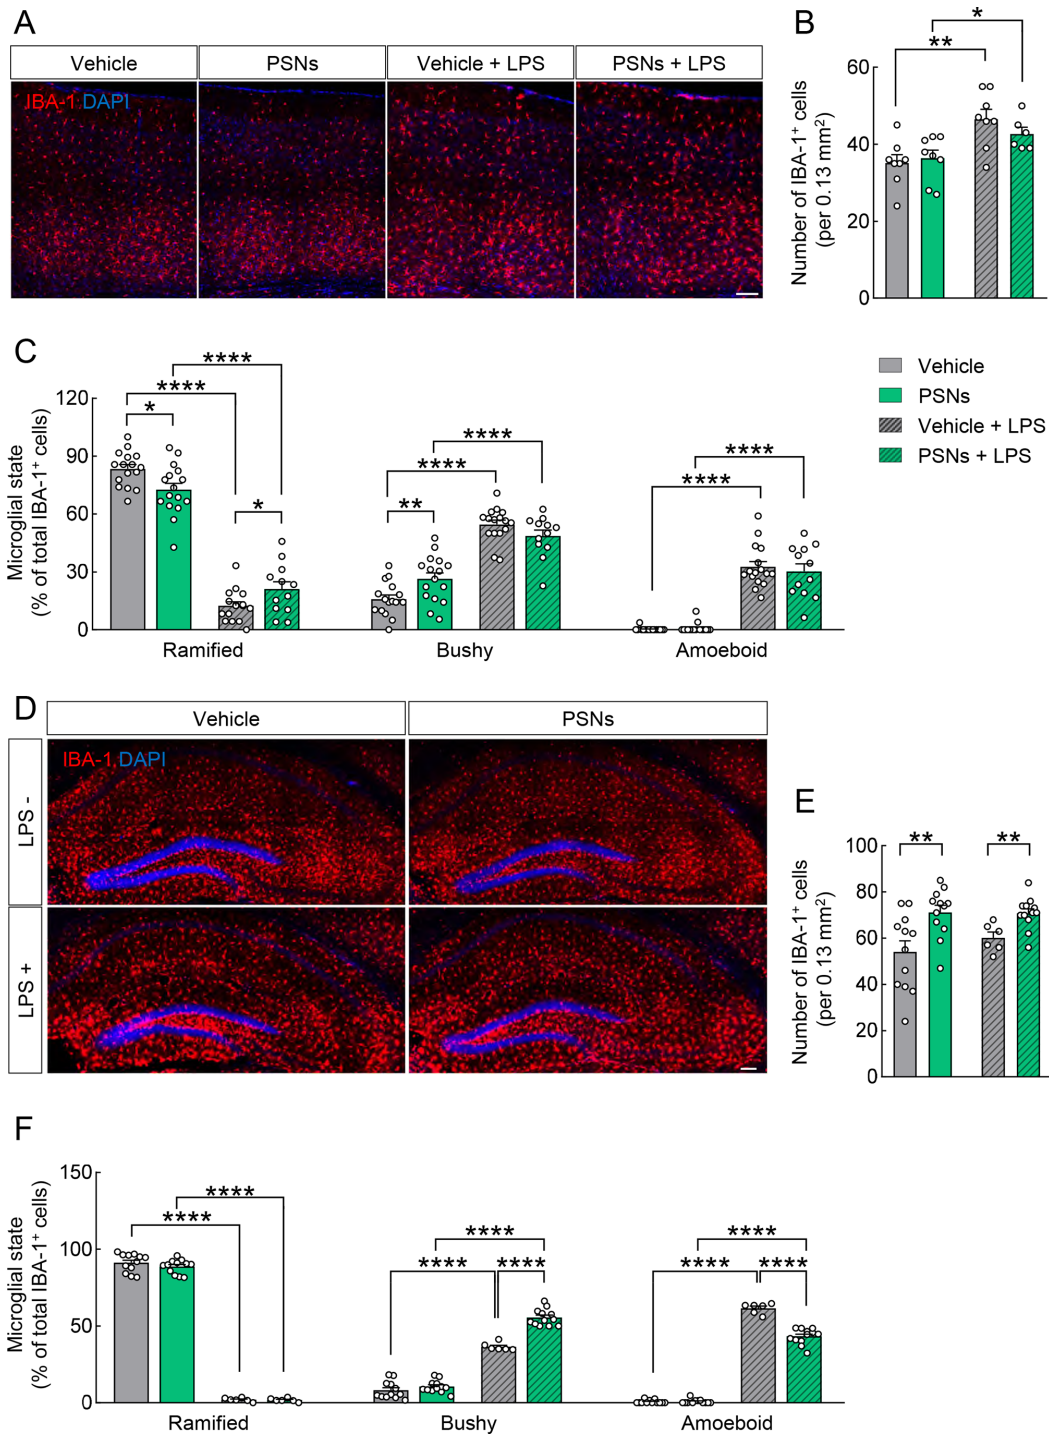 A
Vehicle
PSNs
Vehicle + LPS
PSNs + LPS
IBA-1 DAPI
B
*
**
Number of IBA-1+ cells
(per 0.13 mm2)
60
40
20
0
C
Microglial state
(% of total IBA-1+ cells)
120
90
60
30
0
****
****
*
*
****
****
**
****
****
Ramified
Bushy
Amoeboid
Vehicle
PSNs
Vehicle + LPS
PSNs + LPS
D
Vehicle
PSNs
LPS -
LPS +
IBA-1 DAPI
E
Number of IBA-1+ cells
(per 0.13 mm2)
100
80
60
40
20
0
**
**
F
Microglial state
(% of total IBA-1+ cells)
150
100
50
0
****
****
****
****
****
****
****
****
Ramified
Bushy
Amoeboid